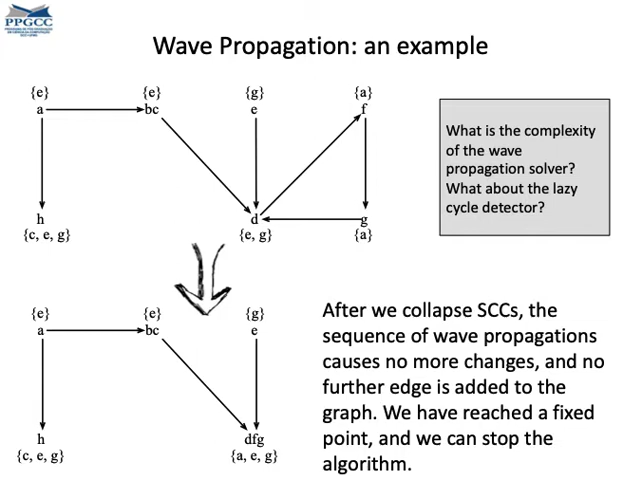 PPGCC
Wave Propagation: an example
{e} {e} {g} {a}
a bc e f
What is the complexity
of the wave
propagation solver?
What about the lazy
cycle detector?
h d g
{c, e, g} {e, g} {a}
{e} {e} {g}
a bc e
After we collapse SCCs, the
sequence of wave propagations
causes no more changes, and no
further edge is added to the
graph. We have reached a fixed
point, and we can stop the
algorithm.
h dfg
{c, e, g} {a, e, g}